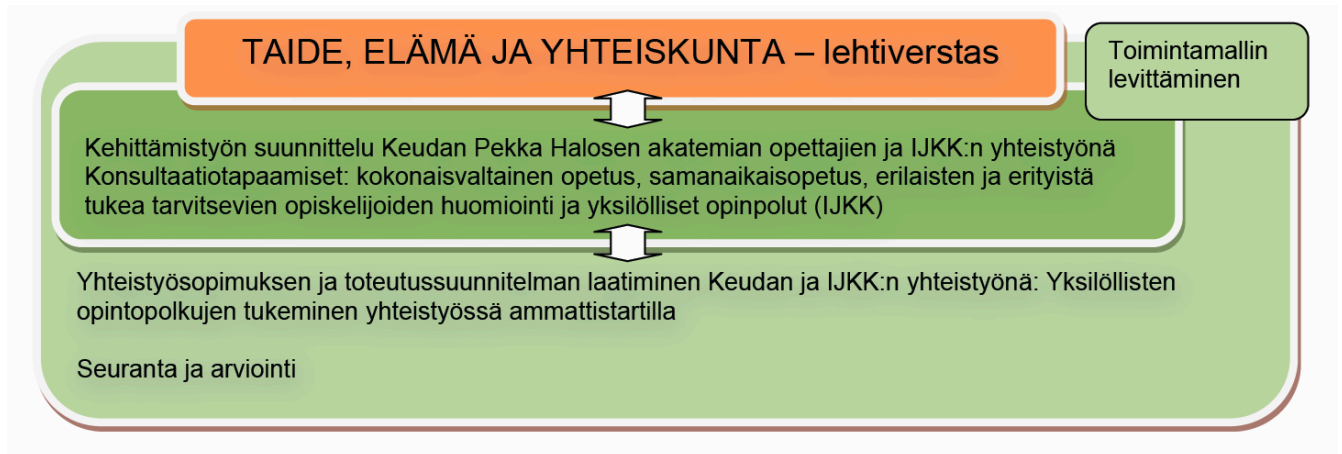 TAIDE, ELÄMÄ JA YHTEISKUNTA – lehtiverstas
Toimintamallin
levittäminen
Kehittämistyön suunnittelu Keudan Pekka Halosen akatemian opettajien ja IJKK:n yhteistyönä
Konsultaatiotapaamiset: kokonaisvaltainen opetus, samanaikaisopetus, erilaisten ja erityistä
tukea tarvitsevien opiskelijoiden huomiointi ja yksilölliset opinpolut (IJKK)
Yhteistyösopimuksen ja toteutussuunnitelman laatiminen Keudan ja IJKK:n yhteistyönä: Yksilöllisten
opintopolkujen tukeminen yhteistyössä ammattistartilla
Seuranta ja arviointi